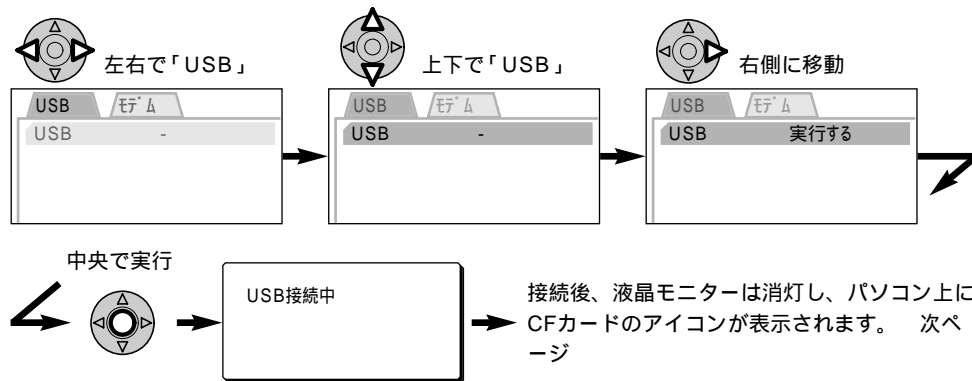 左右で「USB」
上下で「USB」
右側に移動
USB ﾓﾃﾞﾑ
USB -
USB ﾓﾃﾞﾑ
USB -
USB ﾓﾃﾞﾑ
USB 実行する
中央で実行
USB接続中
接続後、液晶モニターは消灯し、パソコン上に
CFカードのアイコンが表示されます。 次ペ
ージ